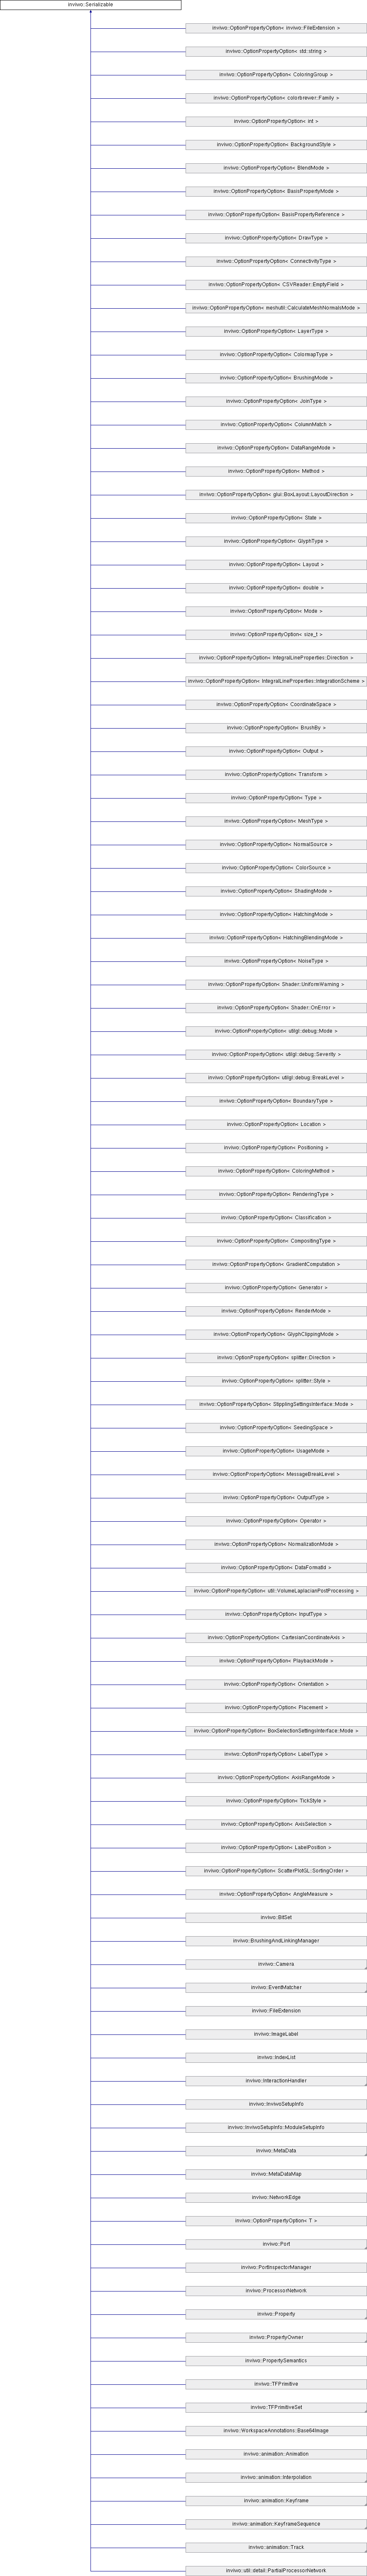 inviwo::Serializable
inviwo::OptionPropertyOption< inviwo::FileExtension >
inviwo::OptionPropertyOption< std::string >
inviwo::OptionPropertyOption< ColoringGroup >
inviwo::OptionPropertyOption< colorbrewer::Family >
inviwo::OptionPropertyOption< int >
inviwo::OptionPropertyOption< BackgroundStyle >
inviwo::OptionPropertyOption< BlendMode >
inviwo::OptionPropertyOption< BasisPropertyMode >
inviwo::OptionPropertyOption< BasisPropertyReference >
inviwo::OptionPropertyOption< DrawType >
inviwo::OptionPropertyOption< ConnectivityType >
inviwo::OptionPropertyOption< CSVReader::EmptyField >
inviwo::OptionPropertyOption< meshutil::CalculateMeshNormalsMode >
inviwo::OptionPropertyOption< LayerType >
inviwo::OptionPropertyOption< ColormapType >
inviwo::OptionPropertyOption< BrushingMode >
inviwo::OptionPropertyOption< JoinType >
inviwo::OptionPropertyOption< ColumnMatch >
inviwo::OptionPropertyOption< DataRangeMode >
inviwo::OptionPropertyOption< Method >
inviwo::OptionPropertyOption< glui::BoxLayout::LayoutDirection >
inviwo::OptionPropertyOption< State >
inviwo::OptionPropertyOption< GlyphType >
inviwo::OptionPropertyOption< Layout >
inviwo::OptionPropertyOption< double >
inviwo::OptionPropertyOption< Mode >
inviwo::OptionPropertyOption< size_t >
inviwo::OptionPropertyOption< IntegralLineProperties::Direction >
inviwo::OptionPropertyOption< IntegralLineProperties::IntegrationScheme >
inviwo::OptionPropertyOption< CoordinateSpace >
inviwo::OptionPropertyOption< BrushBy >
inviwo::OptionPropertyOption< Output >
inviwo::OptionPropertyOption< Transform >
inviwo::OptionPropertyOption< Type >
inviwo::OptionPropertyOption< MeshType >
inviwo::OptionPropertyOption< NormalSource >
inviwo::OptionPropertyOption< ColorSource >
inviwo::OptionPropertyOption< ShadingMode >
inviwo::OptionPropertyOption< HatchingMode >
inviwo::OptionPropertyOption< HatchingBlendingMode >
inviwo::OptionPropertyOption< NoiseType >
inviwo::OptionPropertyOption< Shader::UniformWarning >
inviwo::OptionPropertyOption< Shader::OnError >
inviwo::OptionPropertyOption< utilgl::debug::Mode >
inviwo::OptionPropertyOption< utilgl::debug::Severity >
inviwo::OptionPropertyOption< utilgl::debug::BreakLevel >
inviwo::OptionPropertyOption< BoundaryType >
inviwo::OptionPropertyOption< Location >
inviwo::OptionPropertyOption< Positioning >
inviwo::OptionPropertyOption< ColoringMethod >
inviwo::OptionPropertyOption< RenderingType >
inviwo::OptionPropertyOption< Classification >
inviwo::OptionPropertyOption< CompositingType >
inviwo::OptionPropertyOption< GradientComputation >
inviwo::OptionPropertyOption< Generator >
inviwo::OptionPropertyOption< RenderMode >
inviwo::OptionPropertyOption< GlyphClippingMode >
inviwo::OptionPropertyOption< splitter::Direction >
inviwo::OptionPropertyOption< splitter::Style >
inviwo::OptionPropertyOption< StipplingSettingsInterface::Mode >
inviwo::OptionPropertyOption< SeedingSpace >
inviwo::OptionPropertyOption< UsageMode >
inviwo::OptionPropertyOption< MessageBreakLevel >
inviwo::OptionPropertyOption< OutputType >
inviwo::OptionPropertyOption< Operator >
inviwo::OptionPropertyOption< NormalizationMode >
inviwo::OptionPropertyOption< DataFormatId >
inviwo::OptionPropertyOption< util::VolumeLaplacianPostProcessing >
inviwo::OptionPropertyOption< InputType >
inviwo::OptionPropertyOption< CartesianCoordinateAxis >
inviwo::OptionPropertyOption< PlaybackMode >
inviwo::OptionPropertyOption< Orientation >
inviwo::OptionPropertyOption< Placement >
inviwo::OptionPropertyOption< BoxSelectionSettingsInterface::Mode >
inviwo::OptionPropertyOption< LabelType >
inviwo::OptionPropertyOption< AxisRangeMode >
inviwo::OptionPropertyOption< TickStyle >
inviwo::OptionPropertyOption< AxisSelection >
inviwo::OptionPropertyOption< LabelPosition >
inviwo::OptionPropertyOption< ScatterPlotGL::SortingOrder >
inviwo::OptionPropertyOption< AngleMeasure >
inviwo::BitSet
inviwo::BrushingAndLinkingManager
inviwo::Camera
inviwo::EventMatcher
inviwo::FileExtension
inviwo::ImageLabel
inviwo::IndexList
inviwo::InteractionHandler
inviwo::InviwoSetupInfo
inviwo::InviwoSetupInfo::ModuleSetupInfo
inviwo::MetaData
inviwo::MetaDataMap
inviwo::NetworkEdge
inviwo::OptionPropertyOption< T >
inviwo::Port
inviwo::PortInspectorManager
inviwo::ProcessorNetwork
inviwo::Property
inviwo::PropertyOwner
inviwo::PropertySemantics
inviwo::TFPrimitive
inviwo::TFPrimitiveSet
inviwo::WorkspaceAnnotations::Base64Image
inviwo::animation::Animation
inviwo::animation::Interpolation
inviwo::animation::Keyframe
inviwo::animation::KeyframeSequence
inviwo::animation::Track
inviwo::util::detail::PartialProcessorNetwork